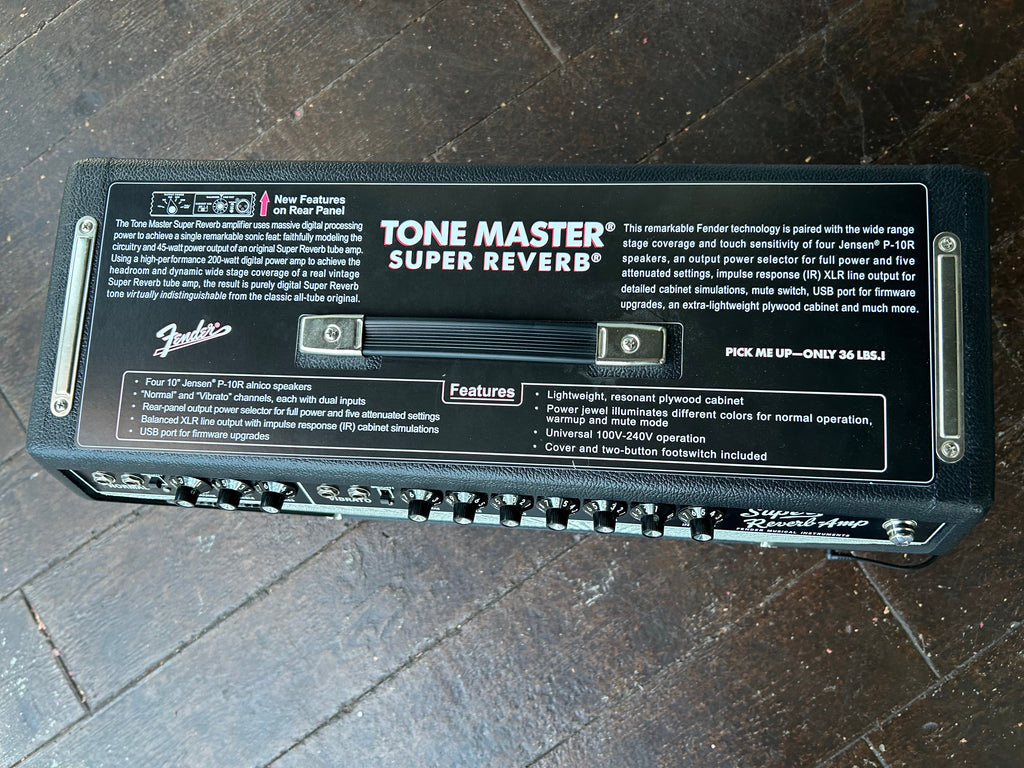 New Features
on Rear Panel
The Tone Master Super Reverb amplifier uses massive digital processing
power to achieve a single remarkable sonic feat: faithfully modeling the
circuitry and 45-watt power output of an original Super Reverb tube amp.
Using a high-performance 200-watt digital power amp to achieve the
headroom and dynamic wide stage coverage of a real vintage
Super Reverb tube amp, the result is purely digital Super Reverb
tone virtually indistinguishable from the classic all-tube original.
TONE MASTER®
SUPER REVERB®
This remarkable Fender technology is paired with the wide range
stage coverage and touch sensitivity of four Jensen® P-10R
speakers, an output power selector for full power and five
attenuated settings, impulse response (IR) XLR line output for
detailed cabinet simulations, mute switch, USB port for firmware
upgrades, an extra-lightweight plywood cabinet and much more.
Fender®
PICK ME UP—ONLY 36 LBS.!
Features
• Four 10" Jensen® P-10R alnico speakers
• "Normal" and "Vibrato" channels, each with dual inputs
• Rear-panel output power selector for full power and five attenuated settings
• Balanced XLR line output with impulse response (IR) cabinet simulations
• USB port for firmware upgrades
• Lightweight, resonant plywood cabinet
• Power jewel illuminates different colors for normal operation,
warmup and mute mode
• Universal 100V-240V operation
• Cover and two-button footswitch included
NORMAL
VIBRATO
Super
Reverb-Amp
FENDER MUSICAL INSTRUMENTS